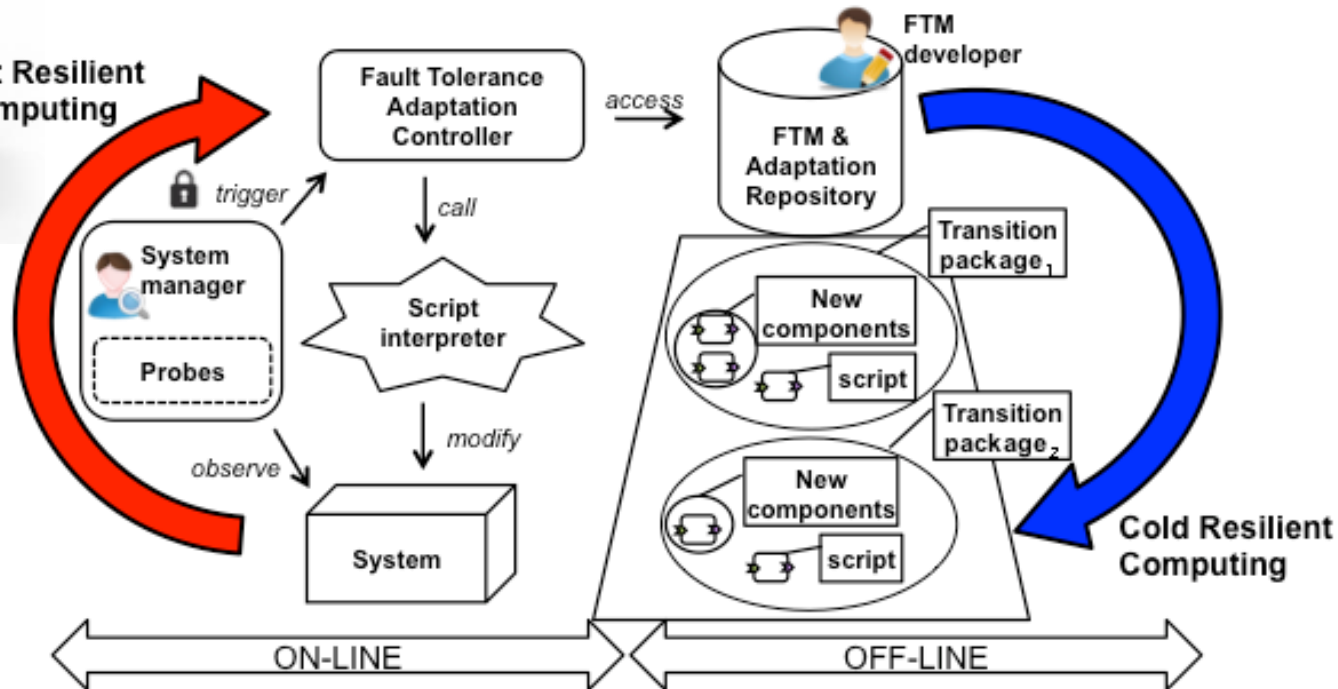 Resilient
FTM
developer
Fault Tolerance
Adaptation
Controller
access
FTM &
Adaptation
Repository
trigger
call
System
manager
Probes
Script
interpreter
observe
modify
System
Transition
package1
New
components
script
Transition
package2
New
components
script
Cold Resilient
Computing
ON-LINE
OFF-LINE